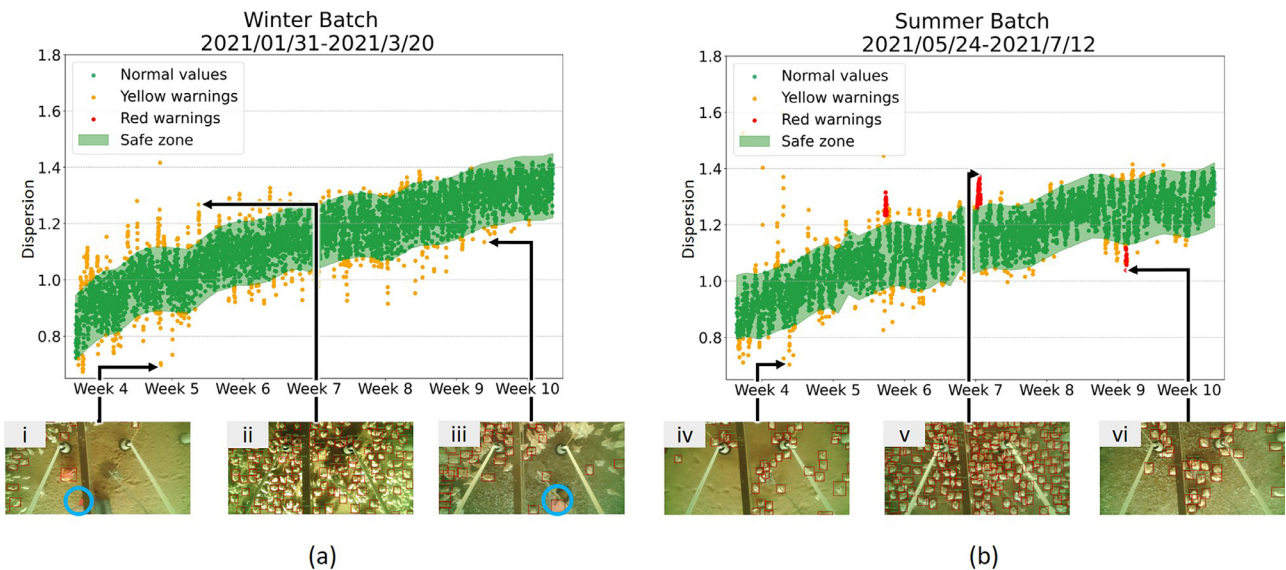 Winter Batch
2021/01/31-2021/3/20
1.8
1.6
1.4
1.2
1.0
0.8
Dispersion
Normal values
Yellow warnings
Red warnings
Safe zone
Week 4 Week 5 Week 6 Week 7 Week 8 Week 9 Week 10
i
ii
iii
(a)
Summer Batch
2021/05/24-2021/7/12
1.8
1.6
1.4
1.2
1.0
0.8
Dispersion
Normal values
Yellow warnings
Red warnings
Safe zone
Week 4 Week 5 Week 6 Week 7 Week 8 Week 9 Week 10
iv
v
vi
(b)